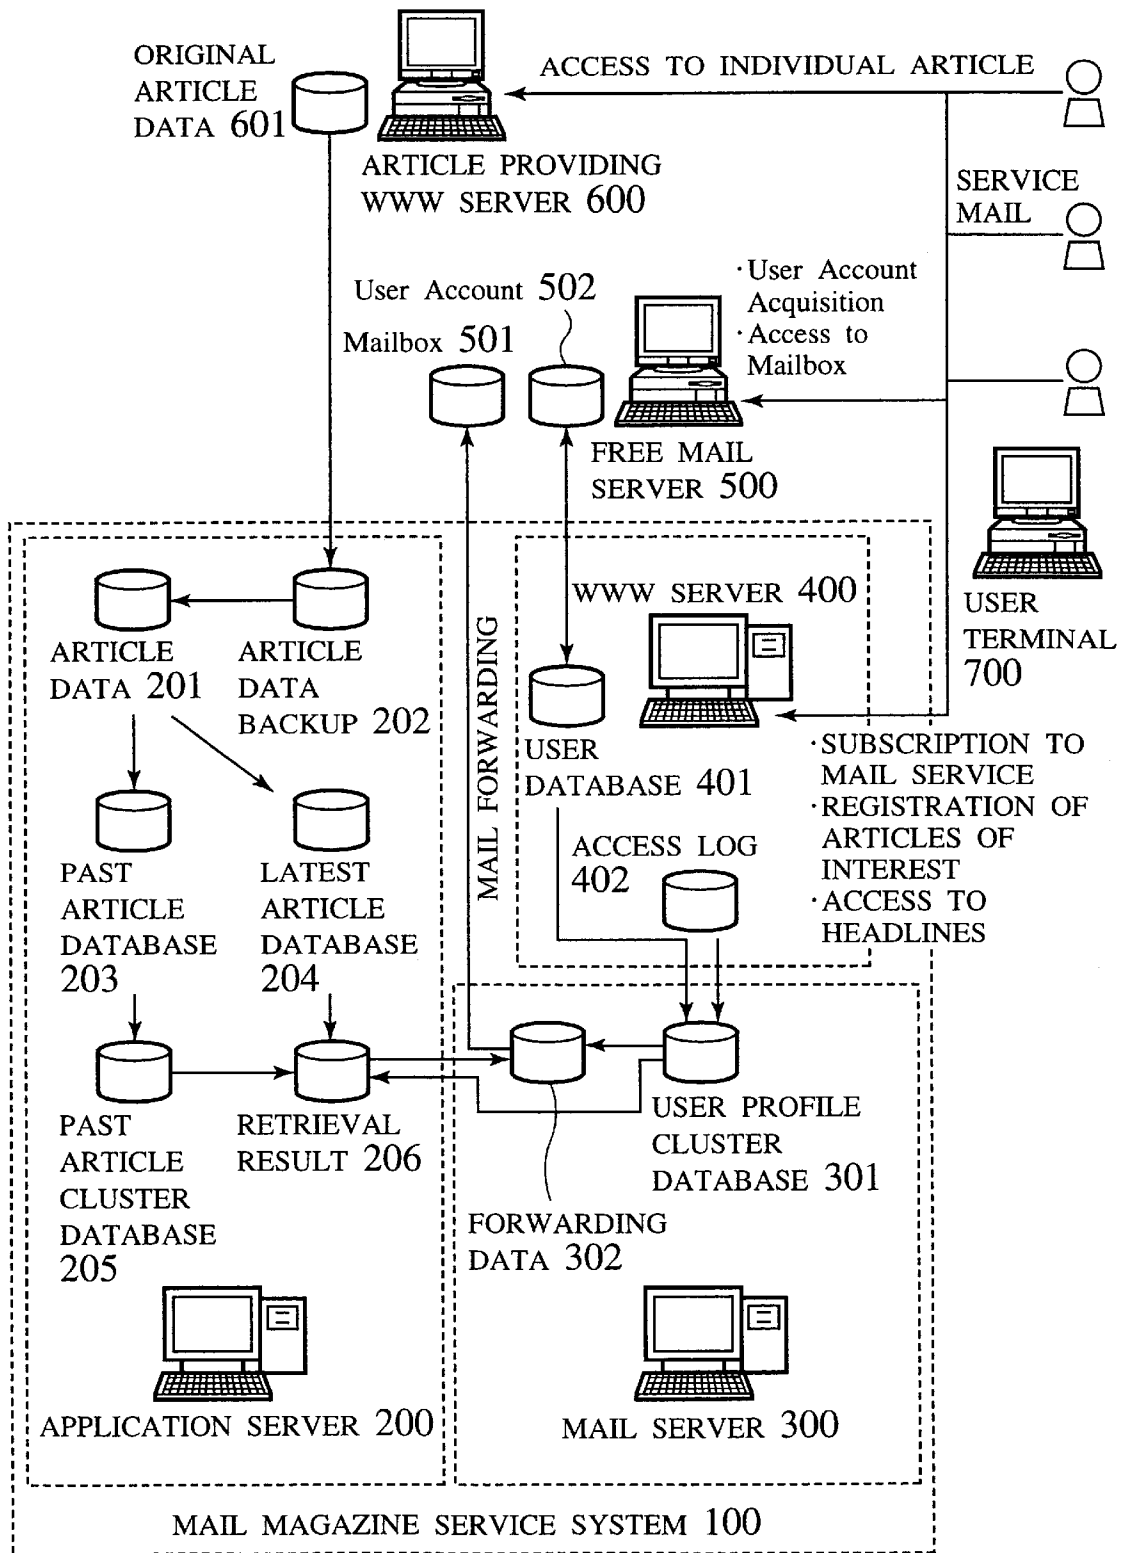 ORIGINAL
ARTICLE
DATA 601
ACCESS TO INDIVIDUAL ARTICLE
ARTICLE PROVIDING
WWW SERVER 600
SERVICE
MAIL
User Account 502
Mailbox 501
·User Account
Acquisition
·Access to
Mailbox
FREE MAIL
SERVER 500
WWW SERVER 400
USER
TERMINAL
700
ARTICLE
DATA 201
ARTICLE
DATA
BACKUP 202
MAIL FORWARDING
USER
DATABASE 401
·SUBSCRIPTION TO
MAIL SERVICE
·REGISTRATION OF
ARTICLES OF
INTEREST
·ACCESS TO
HEADLINES
ACCESS LOG
402
PAST
ARTICLE
DATABASE
203
LATEST
ARTICLE
DATABASE
204
PAST
ARTICLE
CLUSTER
DATABASE
205
RETRIEVAL
RESULT 206
USER PROFILE
CLUSTER
DATABASE 301
FORWARDING
DATA 302
APPLICATION SERVER 200
MAIL SERVER 300
MAIL MAGAZINE SERVICE SYSTEM 100